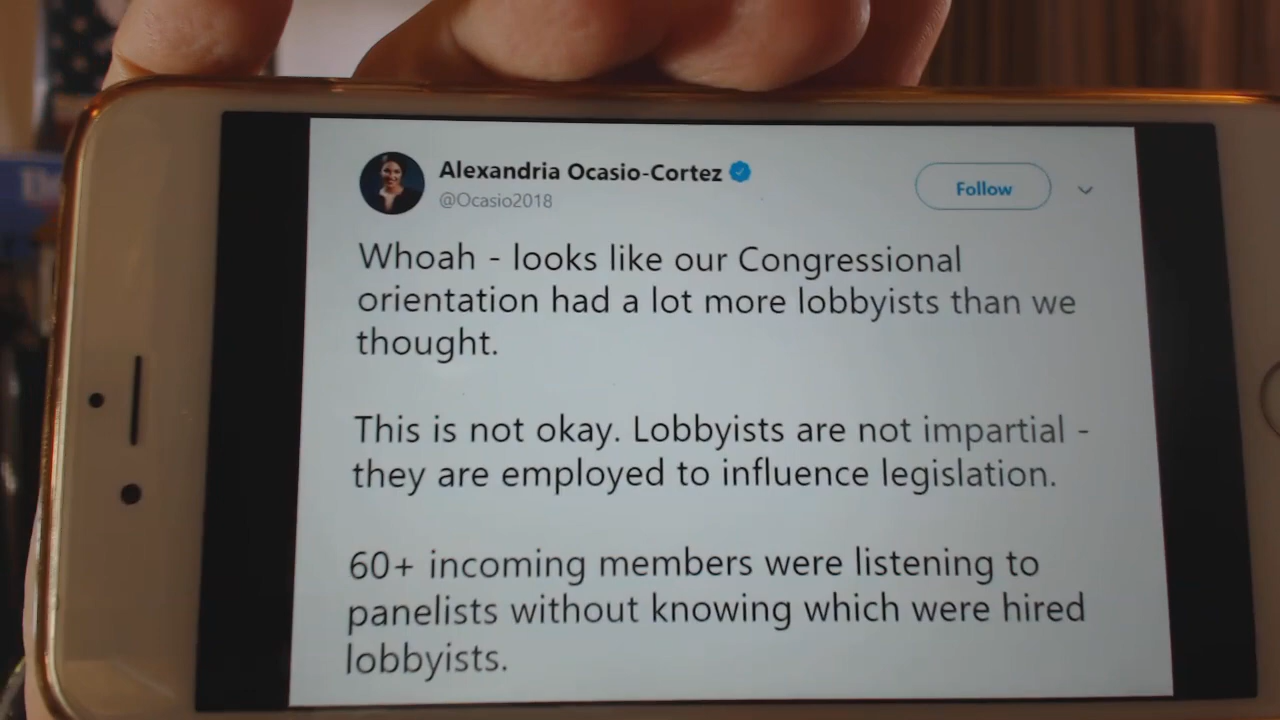 Alexandria Ocasio-Cortez
@Ocasio2018
Follow
Whoah - looks like our Congressional
orientation had a lot more lobbyists than we
thought.
This is not okay. Lobbyists are not impartial -
they are employed to influence legislation.
60+ incoming members were listening to
panelists without knowing which were hired
lobbyists.